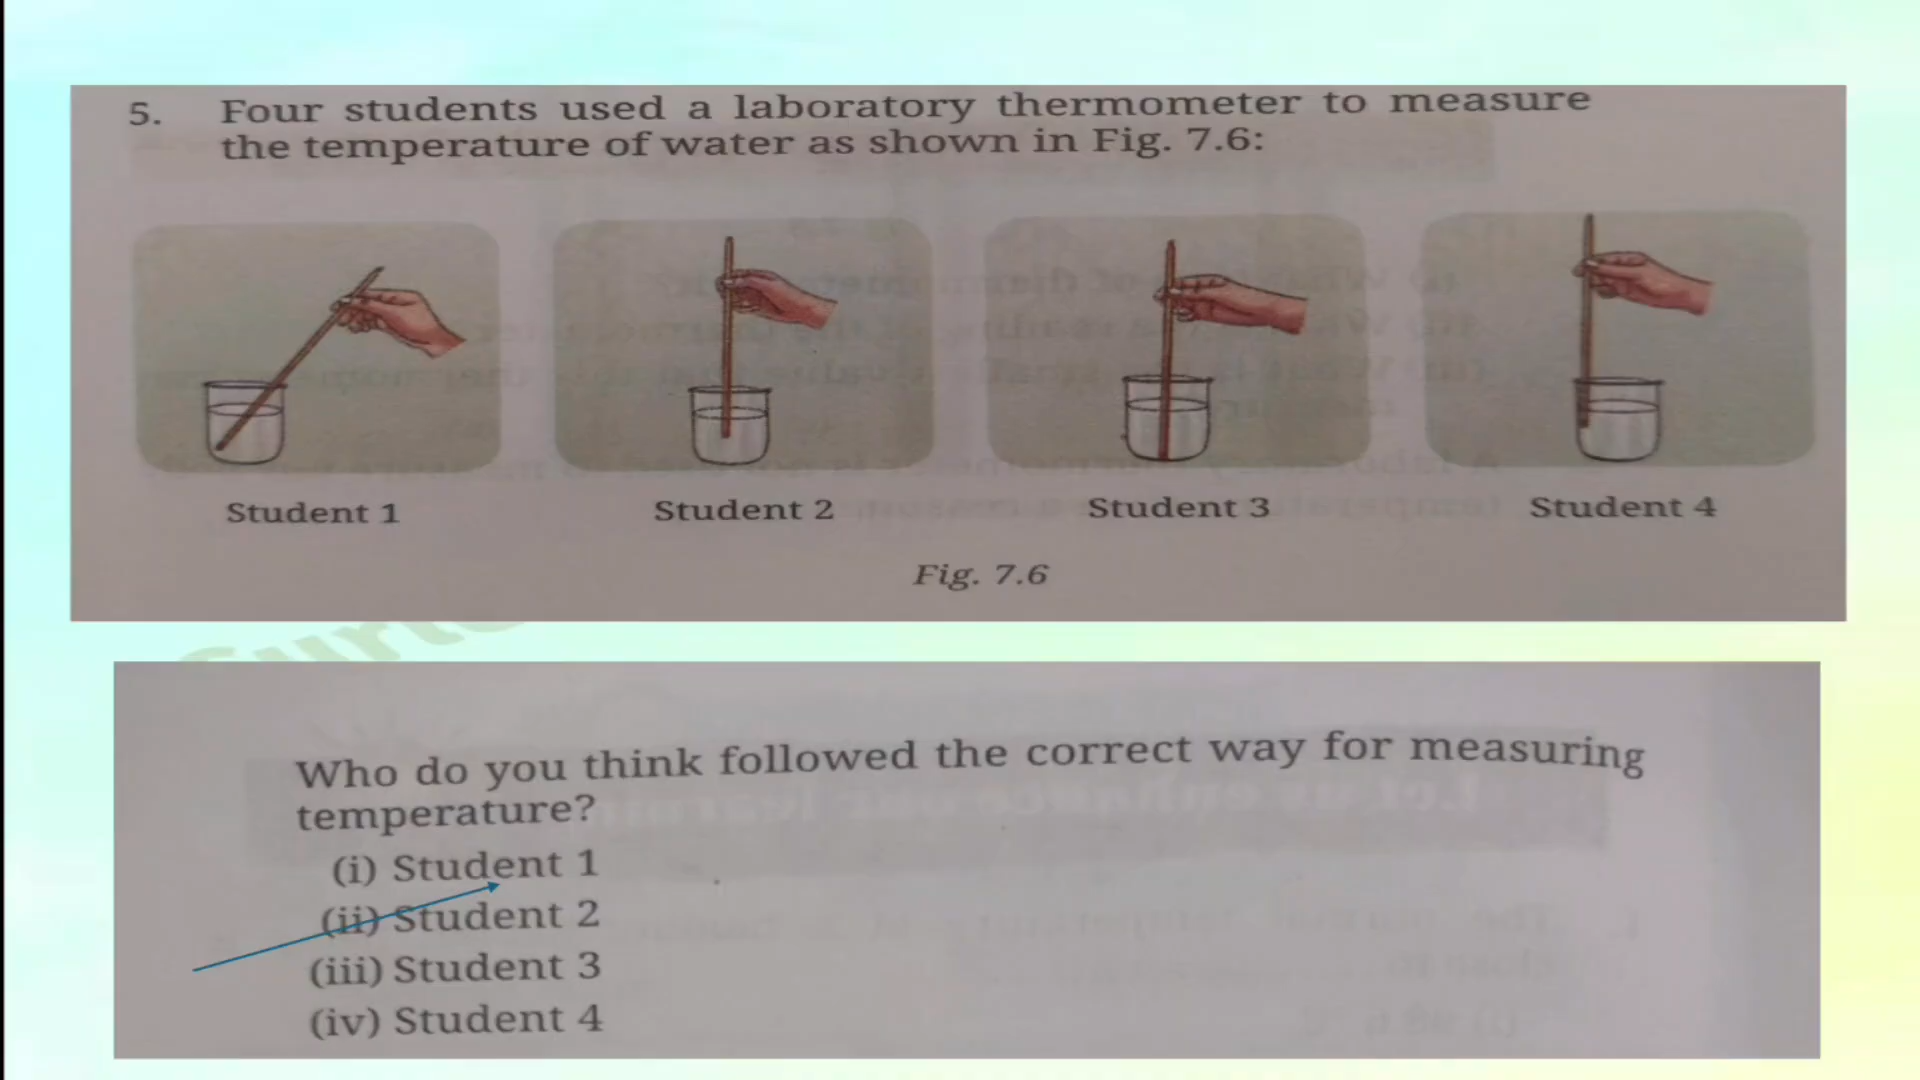 5. Four students used a laboratory thermometer to measure
the temperature of water as shown in Fig. 7.6:
Student 1 Student 2 Student 3 Student 4
Fig. 7.6
Who do you think followed the correct way for measuring
temperature?
(i) Student 1
(ii) Student 2
(iii) Student 3
(iv) Student 4